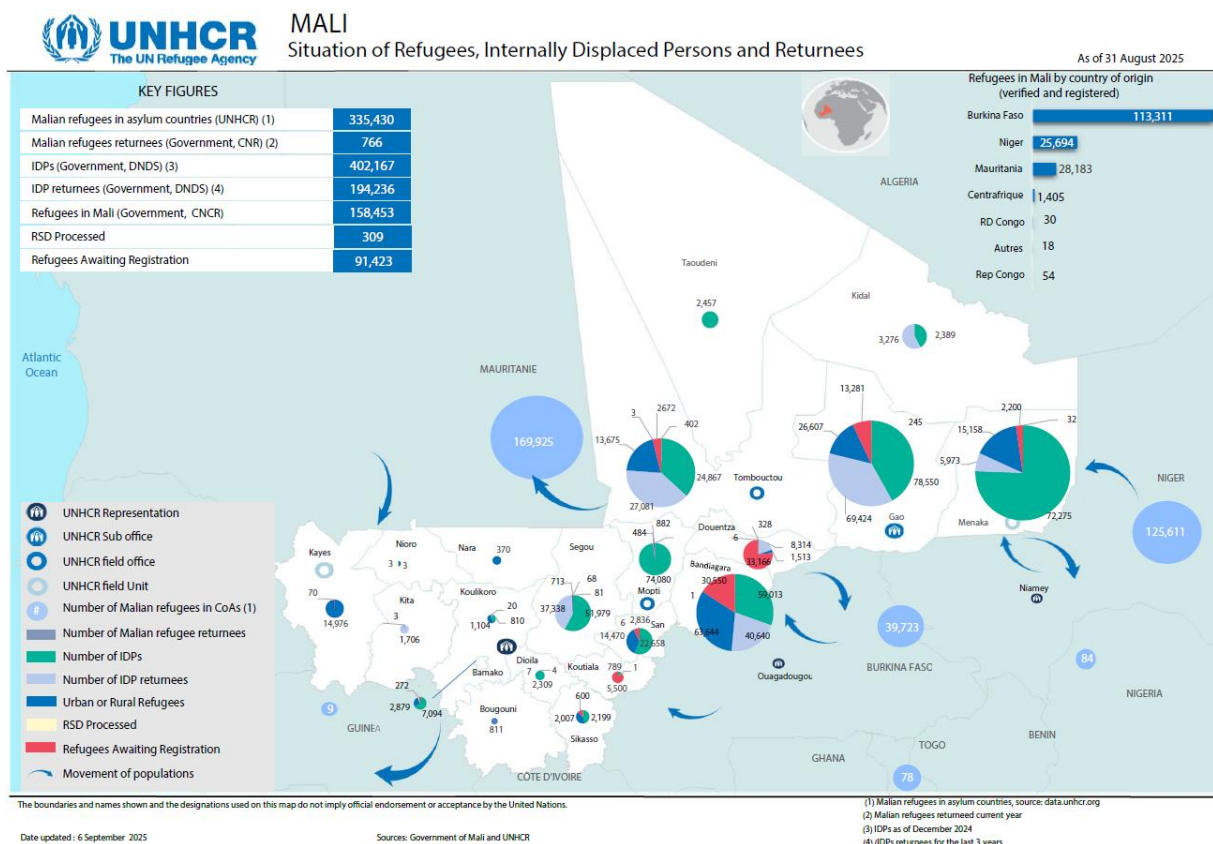 UNHCR
The UN Refugee Agency
MALI
Situation of Refugees, Internally Displaced Persons and Returnees
As of 31 August 2025
KEY FIGURES
Malian refugees in asylum countries (UNHCR) (1) 335,430
Malian refugees returnees (Government, CNR) (2) 766
IDPs (Government, DNDS) (3) 402,167
IDP returnees (Government, DNDS) (4) 194,236
Refugees in Mali (Government, CNCR) 158,453
RSD Processed 309
Refugees Awaiting Registration 91,423
Refugees in Mali by country of origin
(verified and registered)
Burkina Faso 113,311
Niger 25,694
Mauritania 28,183
Centrafrique 1,405
RD Congo 30
Autres 18
Rep Congo 54
ALGERIA
Taoudeni
2,457
Kidal
3,276 2,389
Atlantic
Ocean
MAURITANIE
169,925
3 2672
402
13,675
24,867
27,081
Tombouctou
13,281
26,607 245
69,424 78,550
Gao
2,200
15,158 32
5,973
72,275
Menaka
NIGER
125,611
Niamey
Kayes
70
14,976
Nioro
3 3
Nara
370
Kita
3
1,706
Koulikoro
20
1,104 810
Segou
713 68
81
37,338 51,979
882
484
74,080
Mopti
Douentza
328
6
8,314
1,513
33,166
Bandiagara
30,550
1
59,013
63,644 40,640
6 2,836
San
14,470 22,658
Bamako
272
2,879 7,094
Dioila
7 4
2,309
Koutiala
789 1
5,500
Bougouni
811
600
2,007 2,199
Sikasso
Ouagadougou
39,723
BURKINA FASC
84
NIGERIA
BENIN
TOGO
GHANA
78
CÔTE D'IVOIRE
9
GUINEA
UNHCR Representation
UNHCR Sub office
UNHCR field office
UNHCR field Unit
# Number of Malian refugees in CoAs (1)
Number of Malian refugee returnees
Number of IDPs
Number of IDP returnees
Urban or Rural Refugees
RSD Processed
Refugees Awaiting Registration
Movement of populations
The boundaries and names shown and the designations used on this map do not imply official endorsement or acceptance by the United Nations.
Date updated : 6 September 2025
Sources: Government of Mali and UNHCR
(1) Malian refugees in asylum countries, source: data.unhcr.org
(2) Malian refugees returneed current year
(3) IDPs as of December 2024
(4) /IDPs returnees for the last 3 years